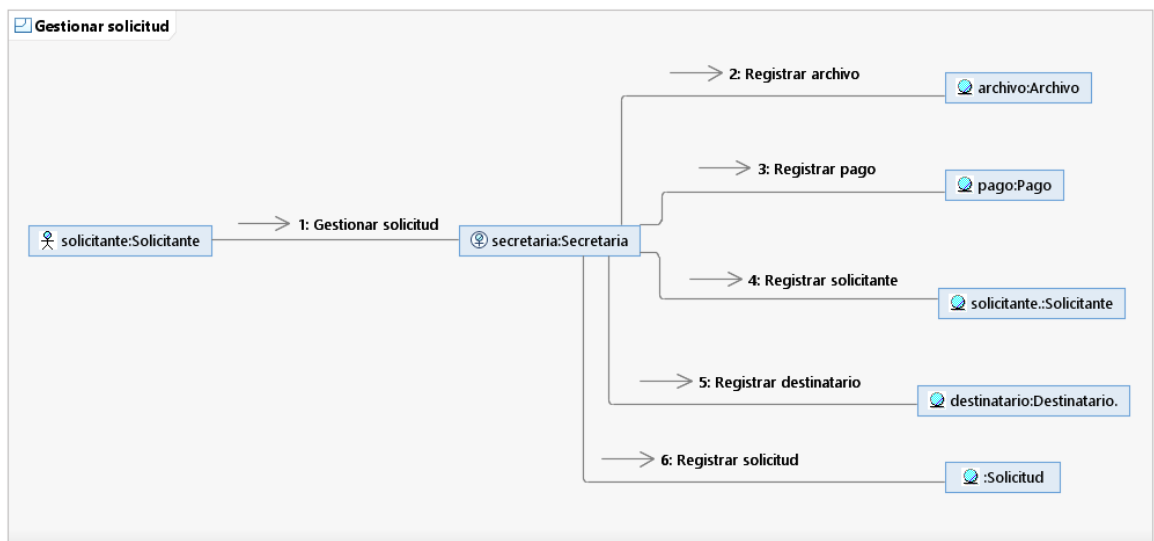 Gestionar solicitud
2: Registrar archivo
archivo:Archivo
3: Registrar pago
pago:Pago
1: Gestionar solicitud
solicitante:Solicitante
secretaria:Secretaria
4: Registrar solicitante
solicitante.:Solicitante
5: Registrar destinatario
destinatario:Destinatario.
6: Registrar solicitud
:Solicitud